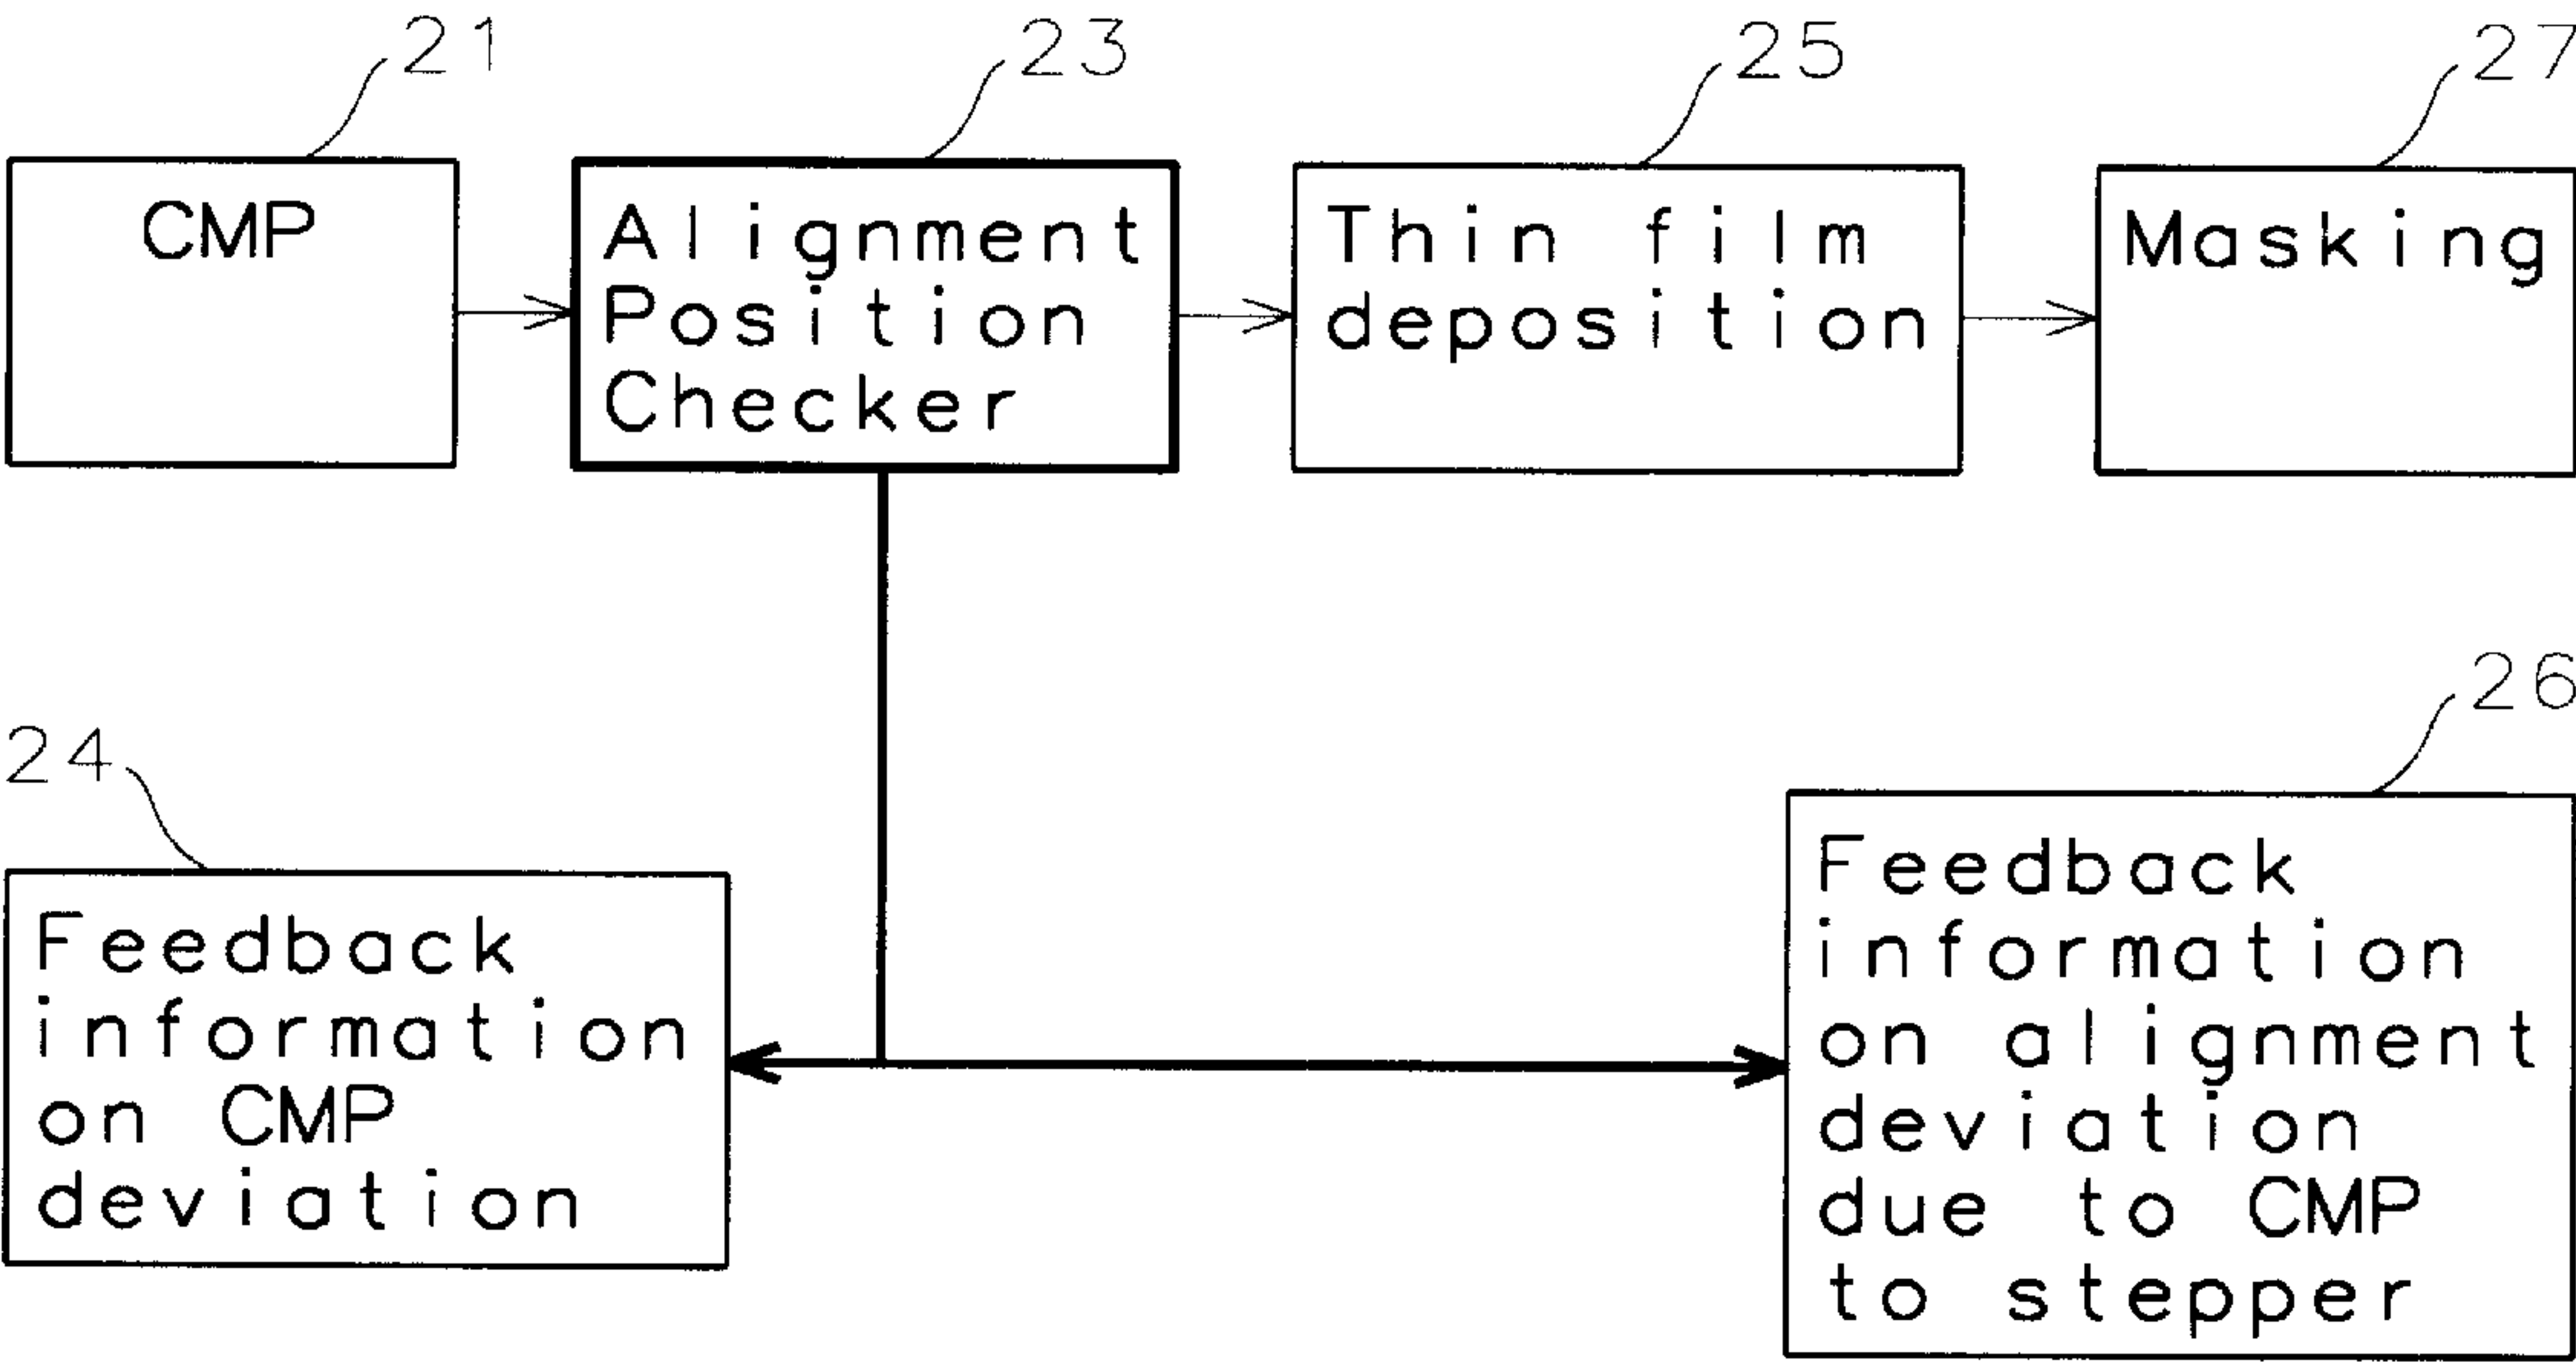 21
23
25
27
CMP
Alignment
Position
Checker
Thin film
deposition
Masking
24
26
Feedback
information
on CMP
deviation
Feedback
information
on alignment
deviation
due to CMP
to stepper